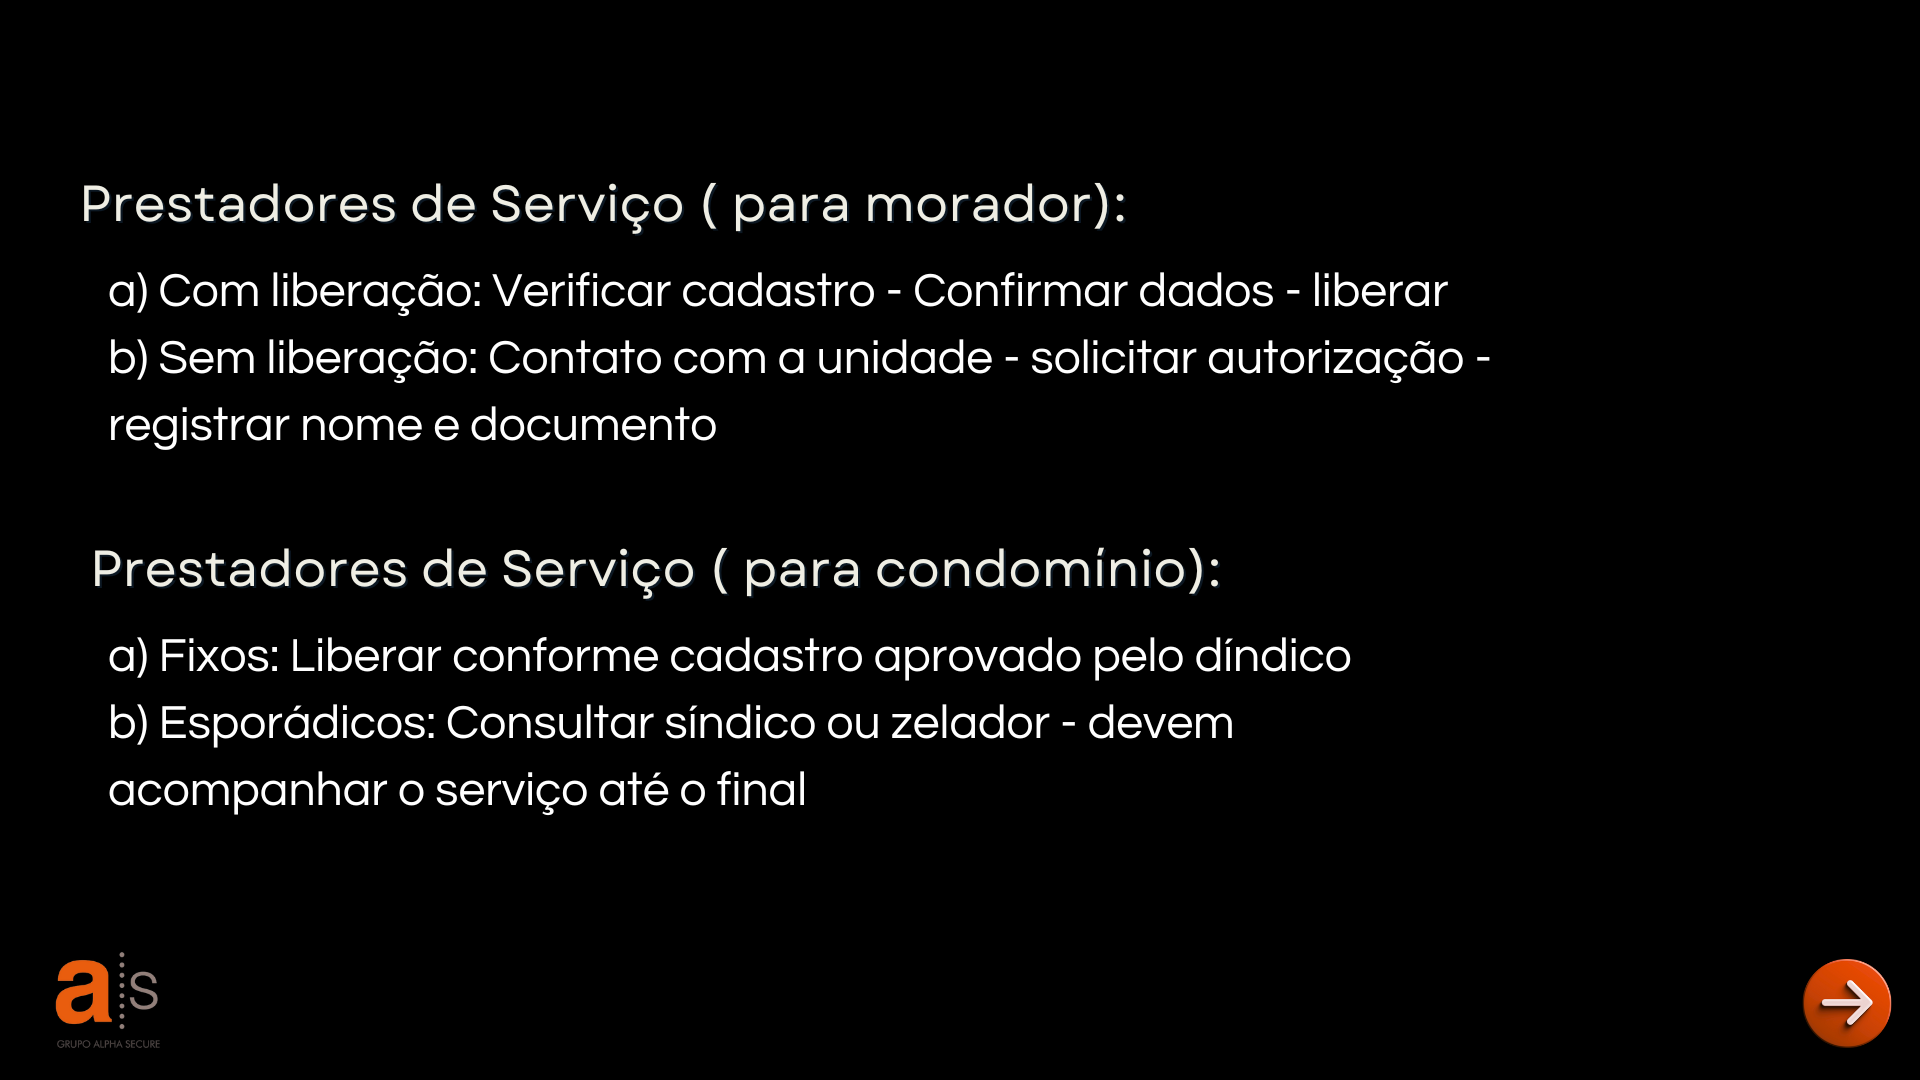 Prestadores de Serviço ( para morador):
a) Com liberação: Verificar cadastro - Confirmar dados - liberar
b) Sem liberação: Contato com a unidade - solicitar autorização -
registrar nome e documento
Prestadores de Serviço ( para condomínio):
a) Fixos: Liberar conforme cadastro aprovado pelo díndico
b) Esporádicos: Consultar síndico ou zelador - devem
acompanhar o serviço até o final
a s
GRUPO ALPHA SECURE